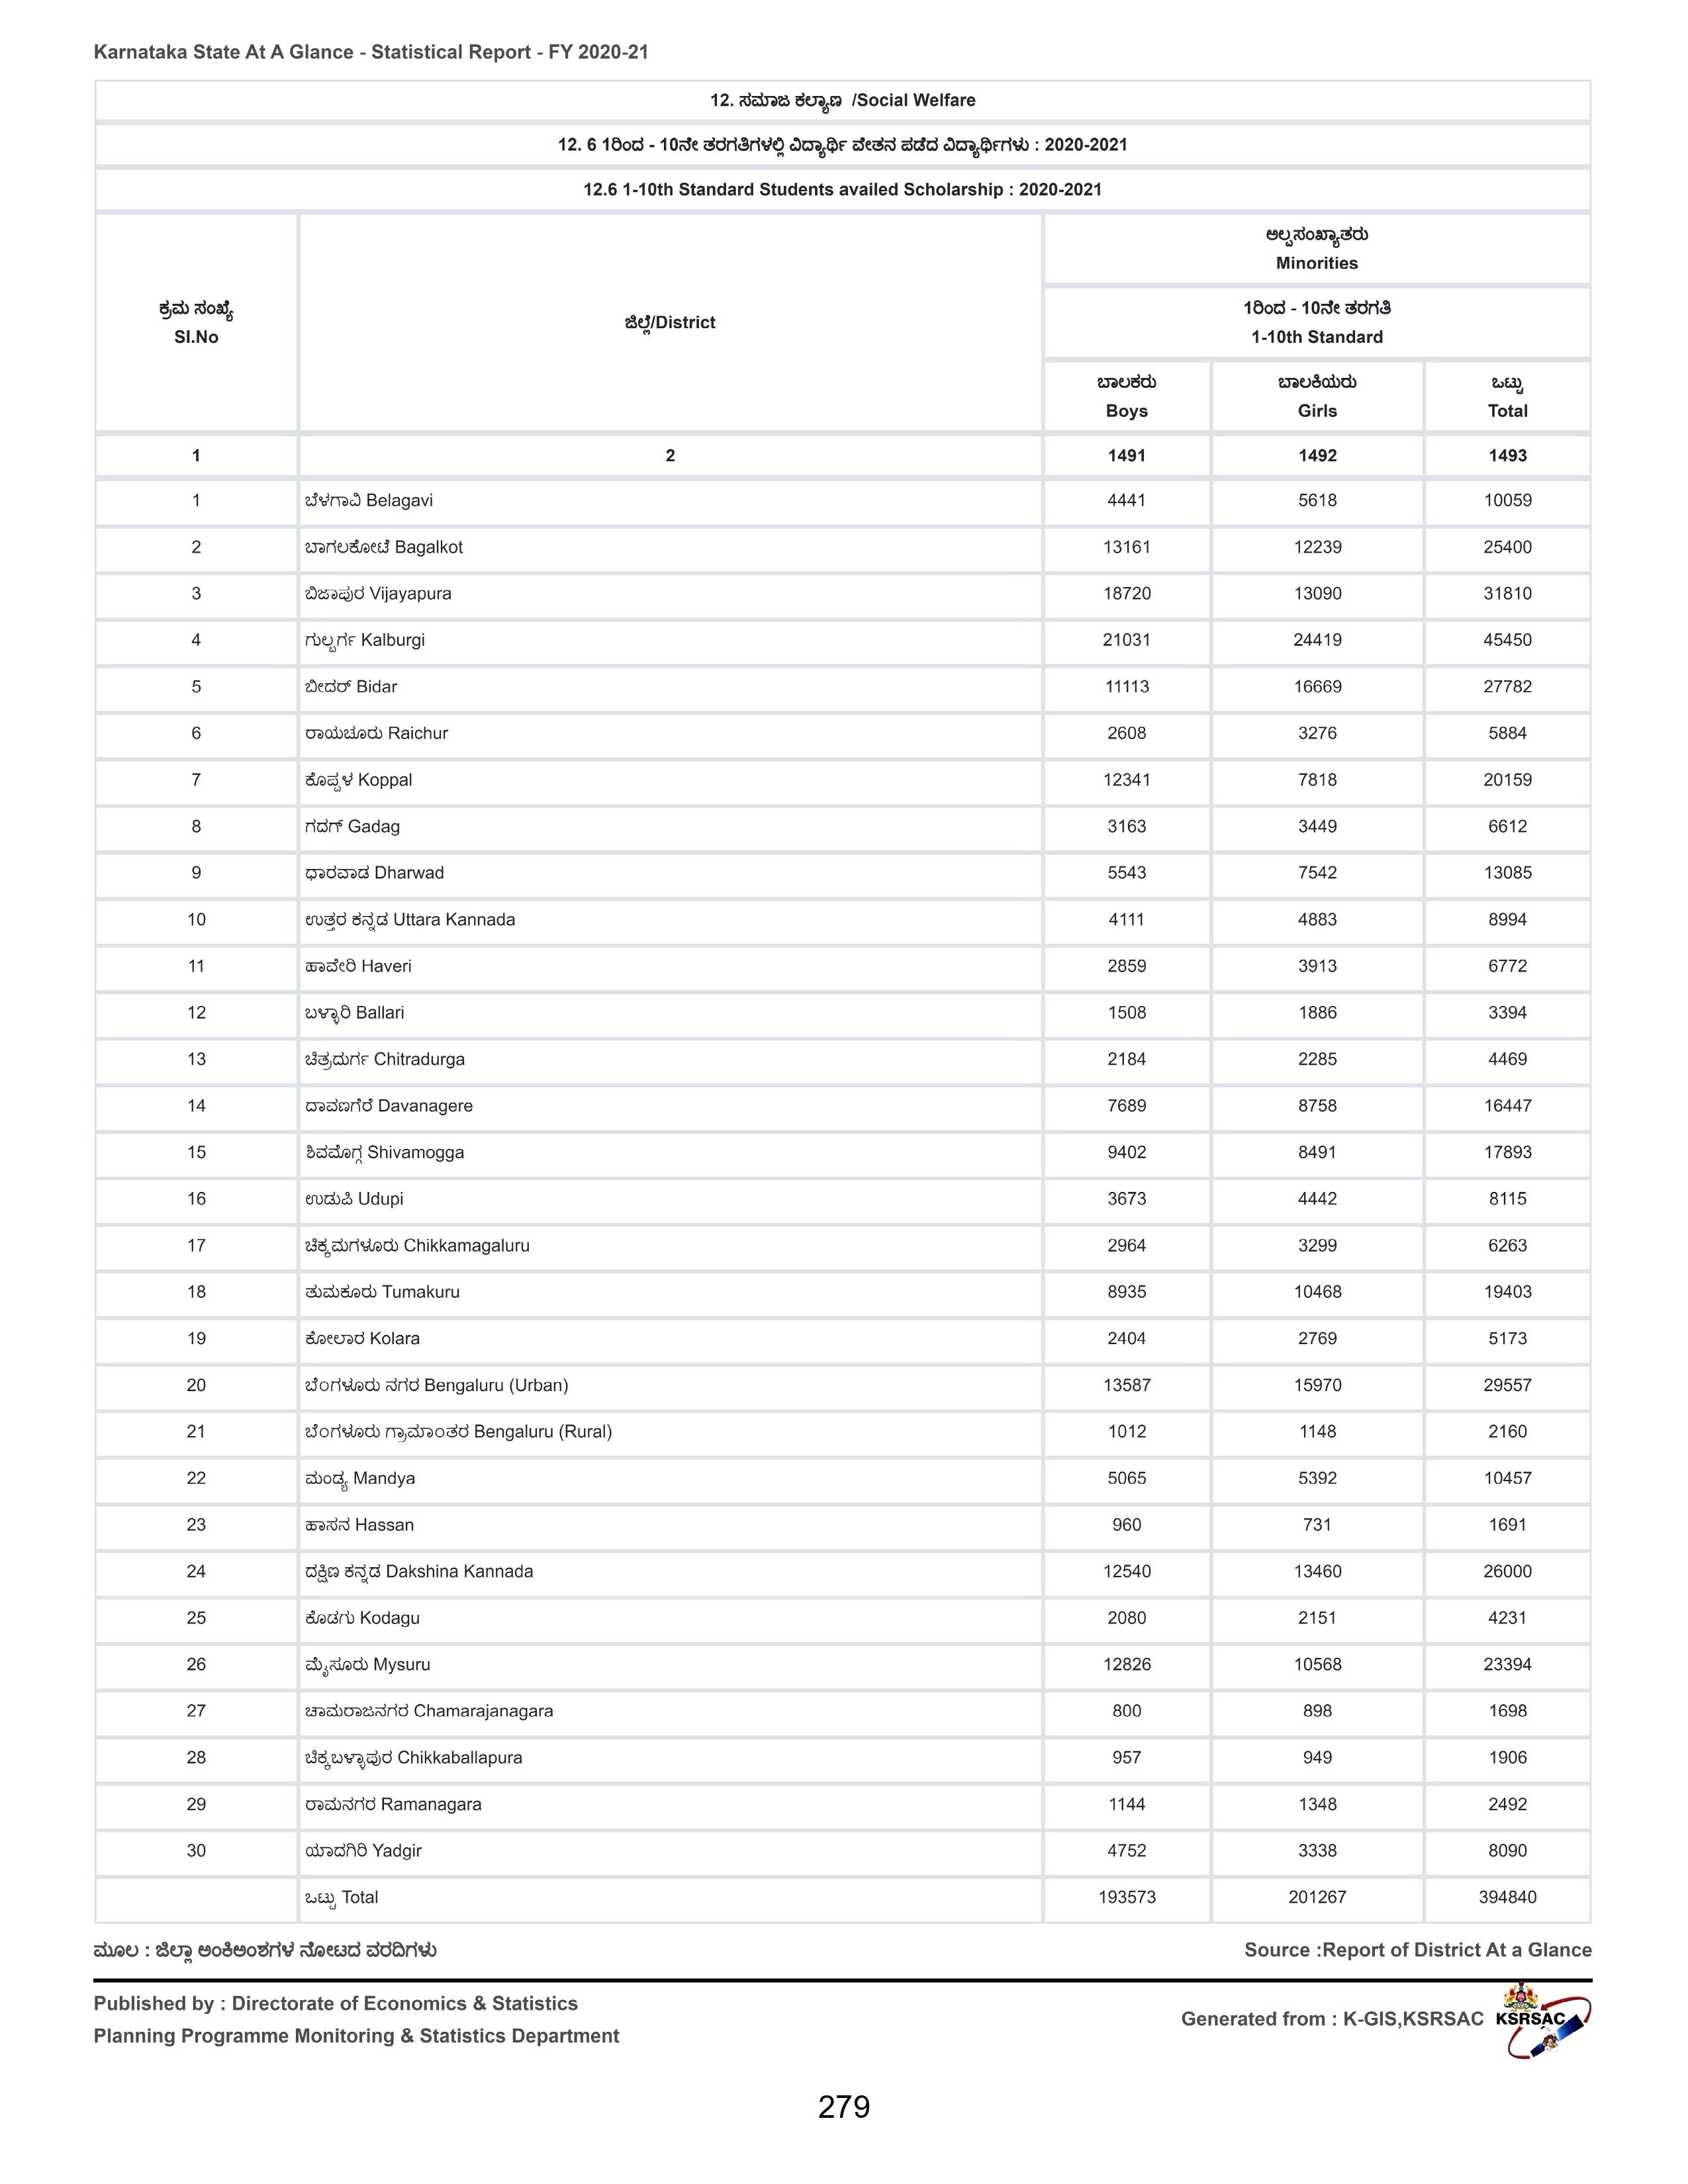 Karnataka State At A Glance - Statistical Report - FY 2020-21
12. ಸಮಾಜ ಕಲ್ಯಾಣ /Social Welfare
12. 6 1ರಿಂದ - 10ನೇ ತರಗತಿಗಳಲ್ಲಿ ವಿದ್ಯಾರ್ಥಿ ವೇತನ ಪಡೆದ ವಿದ್ಯಾರ್ಥಿಗಳು : 2020-2021
12.6 1-10th Standard Students availed Scholarship : 2020-2021
ಕ್ರಮ ಸಂಖ್ಯೆ
Sl.No
ಜಿಲ್ಲೆ/District
ಅಲ್ಪಸಂಖ್ಯಾತರು
Minorities
1ರಿಂದ - 10ನೇ ತರಗತಿ
1-10th Standard
ಬಾಲಕರು ಬಾಲಕಿಯರು ಒಟ್ಟು
Boys Girls Total
1 2 1491 1492 1493
1 ಬೆಳಗಾವಿ Belagavi 4441 5618 10059
2 ಬಾಗಲಕೋಟೆ Bagalkot 13161 12239 25400
3 ಬಿಜಾಪುರ Vijayapura 18720 13090 31810
4 ಗುಲ್ಬರ್ಗ Kalburgi 21031 24419 45450
5 ಬೀದರ್ Bidar 11113 16669 27782
6 ರಾಯಚೂರು Raichur 2608 3276 5884
7 ಕೊಪ್ಪಳ Koppal 12341 7818 20159
8 ಗದಗ್ Gadag 3163 3449 6612
9 ಧಾರವಾಡ Dharwad 5543 7542 13085
10 ಉತ್ತರ ಕನ್ನಡ Uttara Kannada 4111 4883 8994
11 ಹಾವೇರಿ Haveri 2859 3913 6772
12 ಬಳ್ಳಾರಿ Ballari 1508 1886 3394
13 ಚಿತ್ರದುರ್ಗ Chitradurga 2184 2285 4469
14 ದಾವಣಗೆರೆ Davanagere 7689 8758 16447
15 ಶಿವಮೊಗ್ಗ Shivamogga 9402 8491 17893
16 ಉಡುಪಿ Udupi 3673 4442 8115
17 ಚಿಕ್ಕಮಗಳೂರು Chikkamagaluru 2964 3299 6263
18 ತುಮಕೂರು Tumakuru 8935 10468 19403
19 ಕೋಲಾರ Kolara 2404 2769 5173
20 ಬೆಂಗಳೂರು ನಗರ Bengaluru (Urban) 13587 15970 29557
21 ಬೆಂಗಳೂರು ಗ್ರಾಮಾಂತರ Bengaluru (Rural) 1012 1148 2160
22 ಮಂಡ್ಯ Mandya 5065 5392 10457
23 ಹಾಸನ Hassan 960 731 1691
24 ದಕ್ಷಿಣ ಕನ್ನಡ Dakshina Kannada 12540 13460 26000
25 ಕೊಡಗು Kodagu 2080 2151 4231
26 ಮೈಸೂರು Mysuru 12826 10568 23394
27 ಚಾಮರಾಜನಗರ Chamarajanagara 800 898 1698
28 ಚಿಕ್ಕಬಳ್ಳಾಪುರ Chikkaballapura 957 949 1906
29 ರಾಮನಗರ Ramanagara 1144 1348 2492
30 ಯಾದಗಿರಿ Yadgir 4752 3338 8090
ಒಟ್ಟು Total 193573 201267 394840
ಮೂಲ : ಜಿಲ್ಲಾ ಅಂಕಿಅಂಶಗಳ ನೋಟದ ವರದಿಗಳು Source :Report of District At a Glance
Published by : Directorate of Economics & Statistics
Planning Programme Monitoring & Statistics Department
Generated from : K-GIS,KSRSAC KSRSAC
279